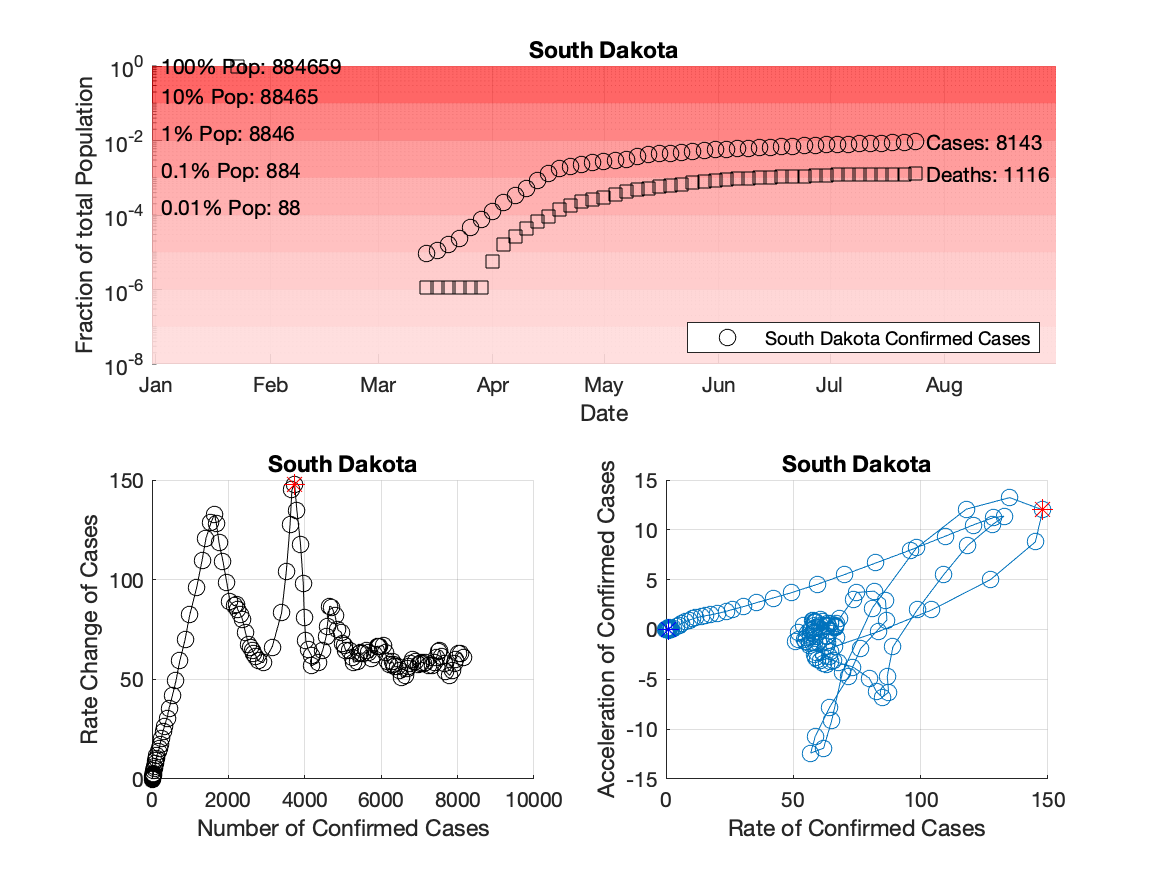 South Dakota
10^0
10^-2
10^-4
10^-6
10^-8
Fraction of total Population
100% Pop: 884659
10% Pop: 88465
1% Pop: 8846
0.1% Pop: 884
0.01% Pop: 88
Cases: 8143
Deaths: 1116
South Dakota Confirmed Cases
Jan Feb Mar Apr May Jun Jul Aug
Date
South Dakota
150
100
50
0
Rate Change of Cases
0 2000 4000 6000 8000 10000
Number of Confirmed Cases
South Dakota
15
10
5
0
-5
-10
-15
Acceleration of Confirmed Cases
0 50 100 150
Rate of Confirmed Cases